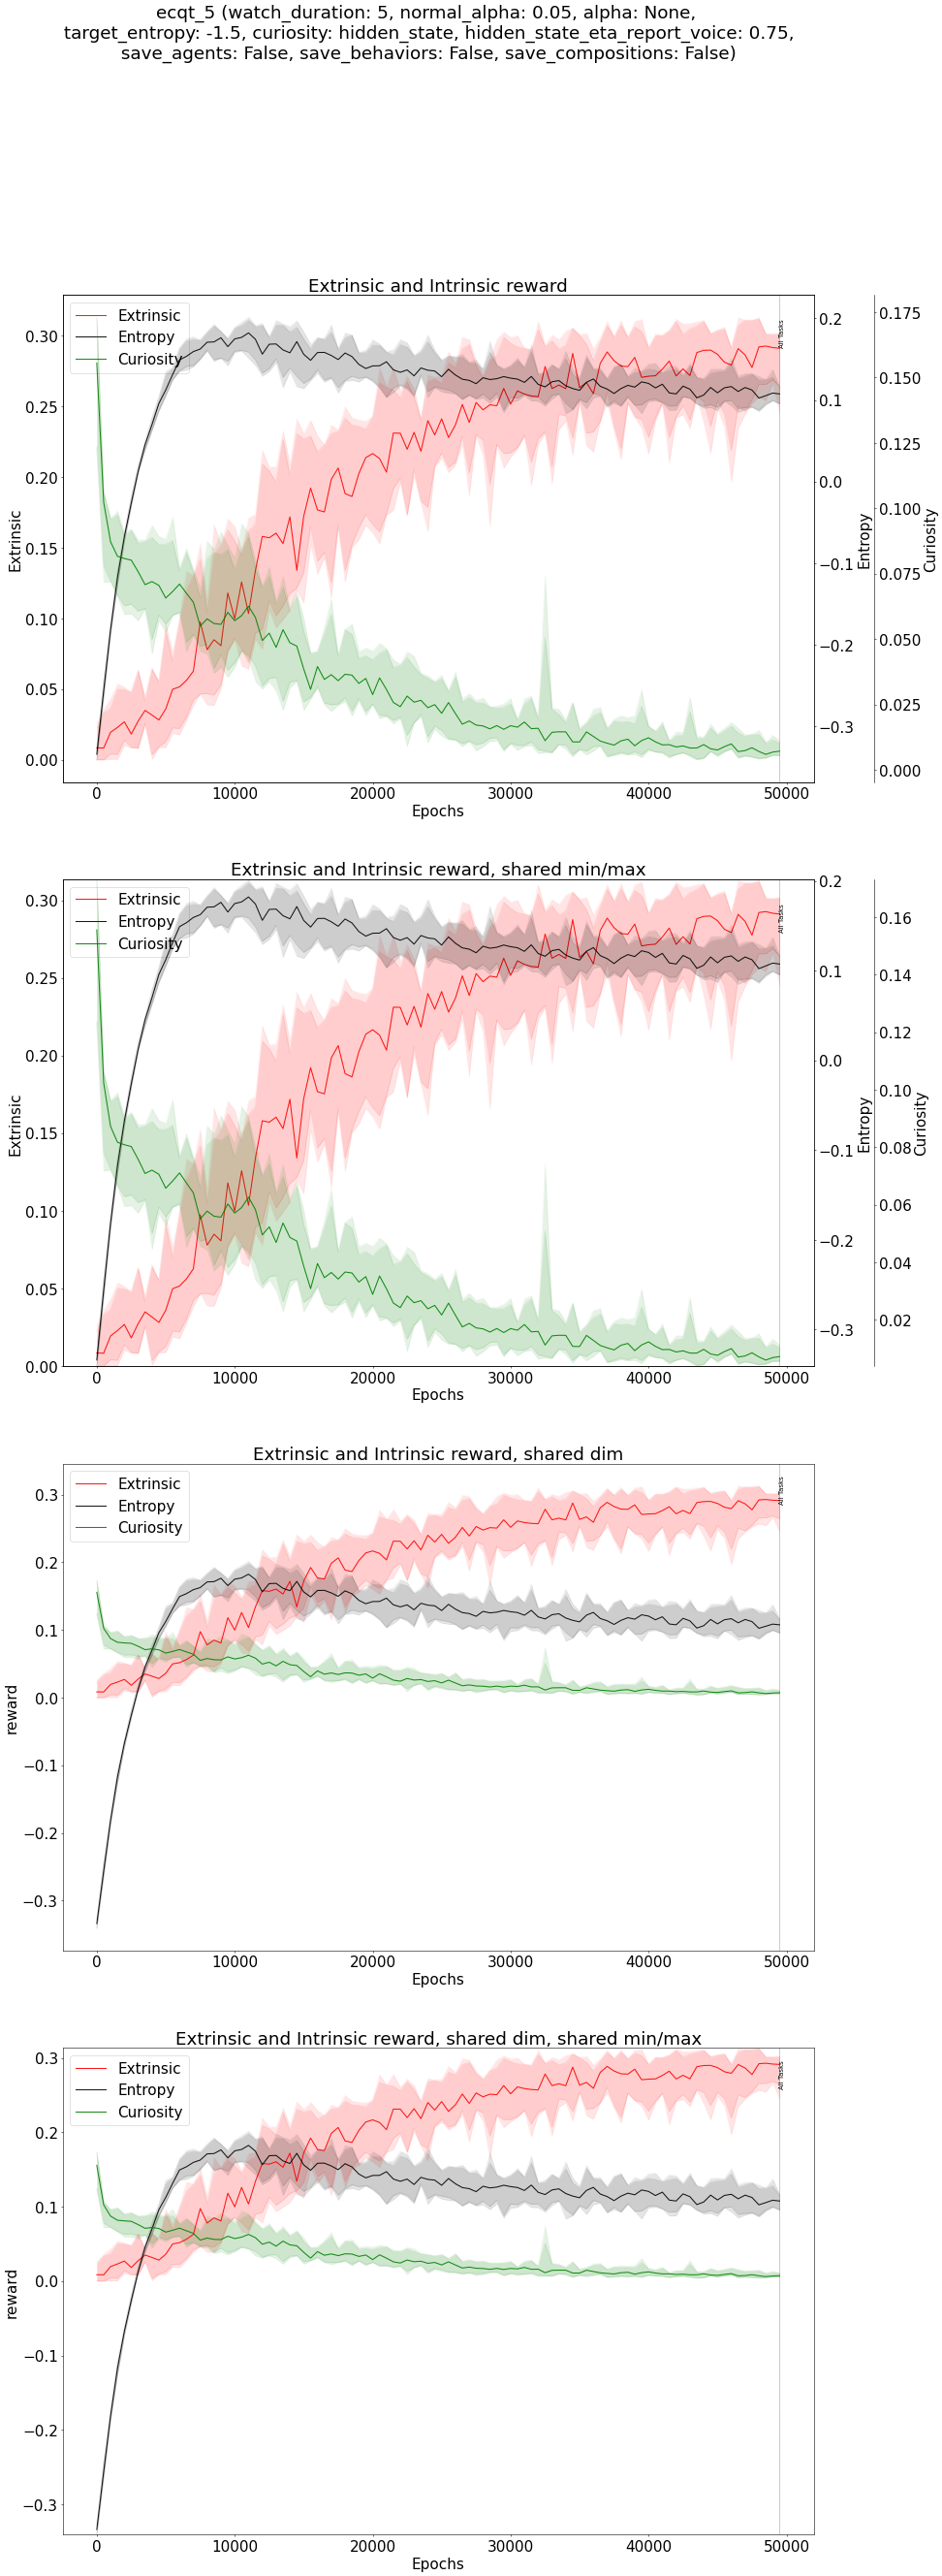 ecqt_5 (watch_duration: 5, normal_alpha: 0.05, alpha: None,
target_entropy: -1.5, curiosity: hidden_state, hidden_state_eta_report_voice: 0.75,
save_agents: False, save_behaviors: False, save_compositions: False)
Extrinsic and Intrinsic reward
Extrinsic
Entropy
Curiosity
All Tasks
0.30
0.25
0.20
0.15
0.10
0.05
0.00
Extrinsic
0.2
0.1
0.0
−0.1
−0.2
−0.3
Entropy
0.175
0.150
0.125
0.100
0.075
0.050
0.025
0.000
Curiosity
0 10000 20000 30000 40000 50000
Epochs
Extrinsic and Intrinsic reward, shared min/max
Extrinsic
Entropy
Curiosity
All Tasks
0.30
0.25
0.20
0.15
0.10
0.05
0.00
Extrinsic
0.2
0.1
0.0
−0.1
−0.2
−0.3
Entropy
0.16
0.14
0.12
0.10
0.08
0.06
0.04
0.02
Curiosity
0 10000 20000 30000 40000 50000
Epochs
Extrinsic and Intrinsic reward, shared dim
Extrinsic
Entropy
Curiosity
All Tasks
0.3
0.2
0.1
0.0
−0.1
−0.2
−0.3
reward
0 10000 20000 30000 40000 50000
Epochs
Extrinsic and Intrinsic reward, shared dim, shared min/max
Extrinsic
Entropy
Curiosity
All Tasks
0.3
0.2
0.1
0.0
−0.1
−0.2
−0.3
reward
0 10000 20000 30000 40000 50000
Epochs